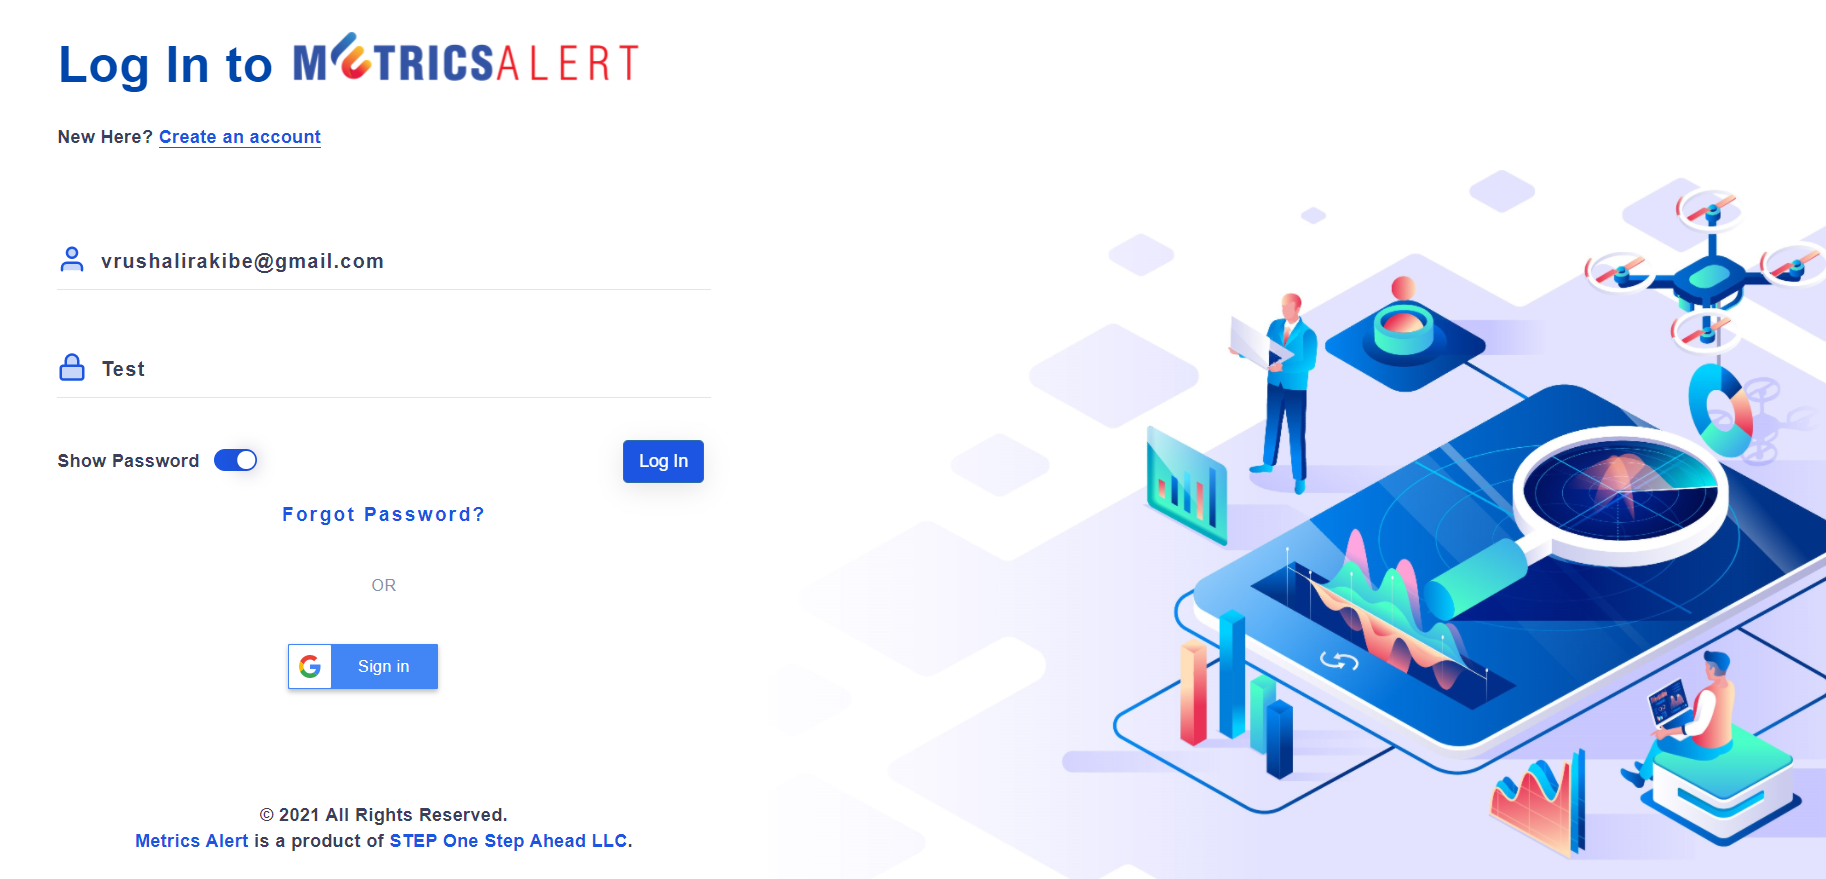 Log In to METRICSALERT
New Here? Create an account
vrushalirakibe@gmail.com
Test
Show Password
Log In
Forgot Password?
OR
Sign in
© 2021 All Rights Reserved.
Metrics Alert is a product of STEP One Step Ahead LLC.